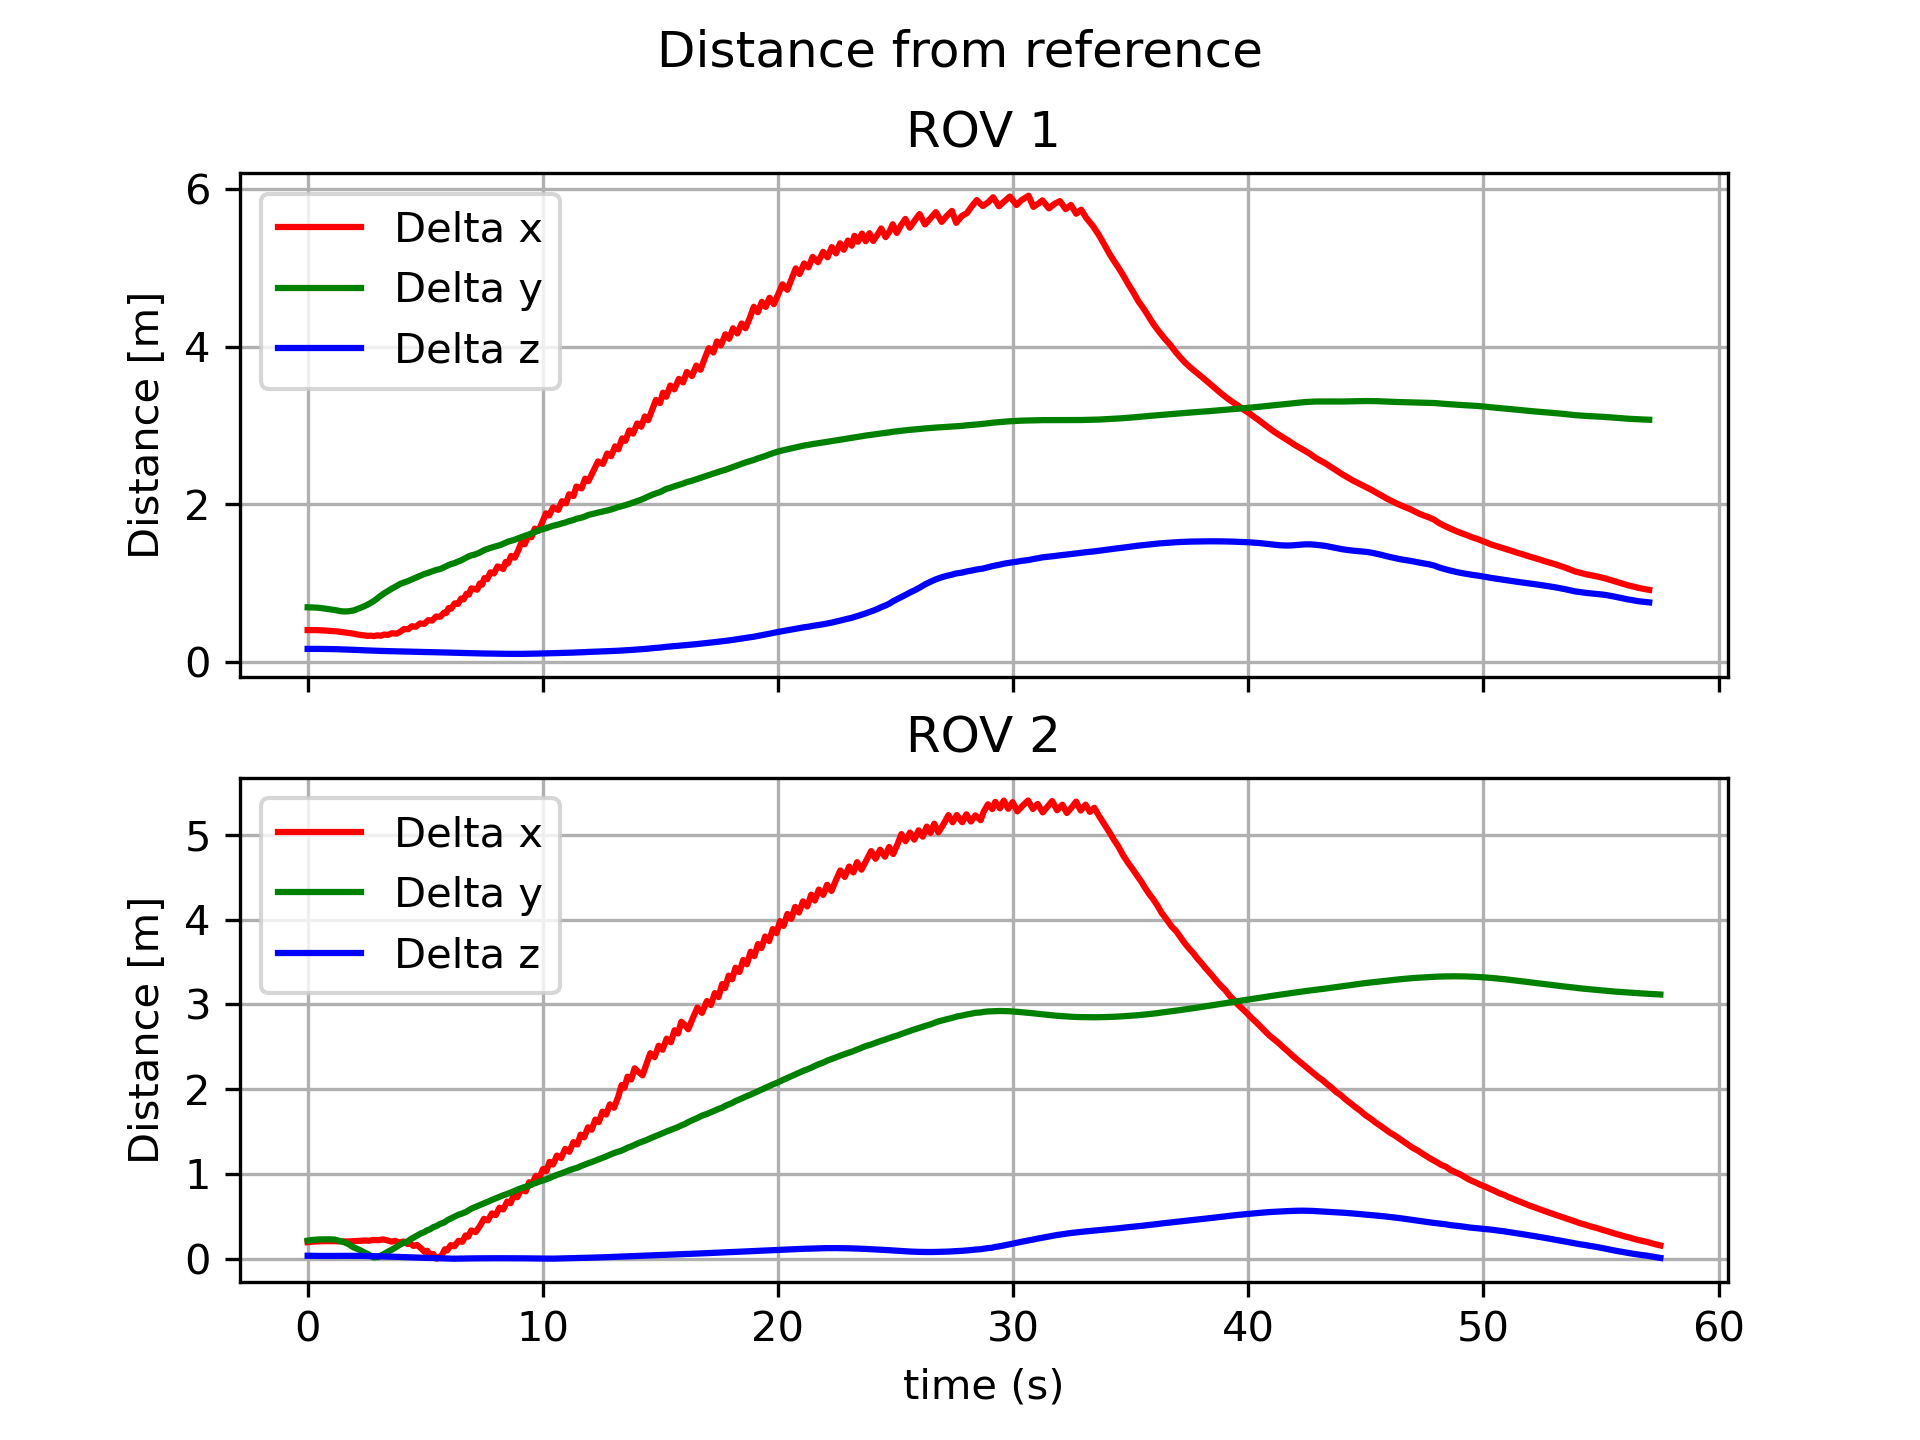 Distance from reference
ROV 1
6
4
2
0
Distance [m]
Delta x
Delta y
Delta z
ROV 2
5
4
3
2
1
0
Distance [m]
Delta x
Delta y
Delta z
0 10 20 30 40 50 60
time (s)